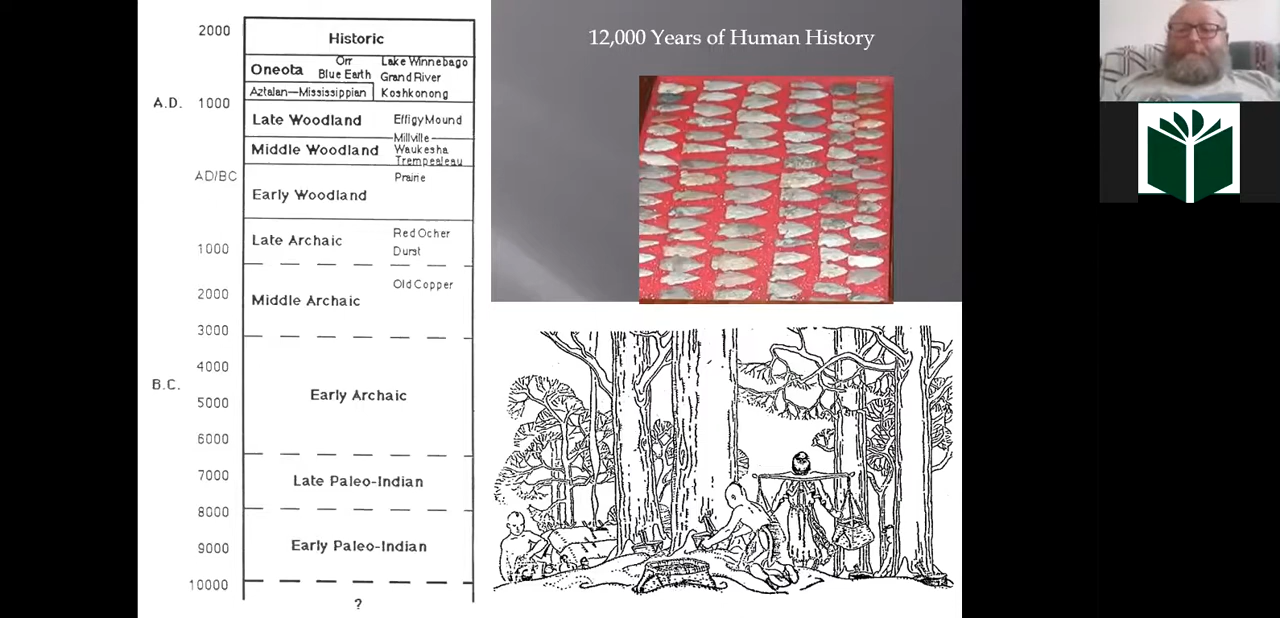 2000
Historic
Oneota
Orr
Blue Earth
Lake Winnebago
Grand River
Koshkonong
Aztalan—Mississippian
A.D. 1000
Late Woodland
Effigy Mound
Millville
Middle Woodland
Waukesha
Trempealeau
AD/BC
Prairie
Early Woodland
Late Archaic
Red Ocher
1000
Durst
Old Copper
2000
Middle Archaic
3000
4000
B.C.
Early Archaic
5000
6000
7000
Late Paleo-Indian
8000
9000
Early Paleo-Indian
10000
?
12,000 Years of Human History